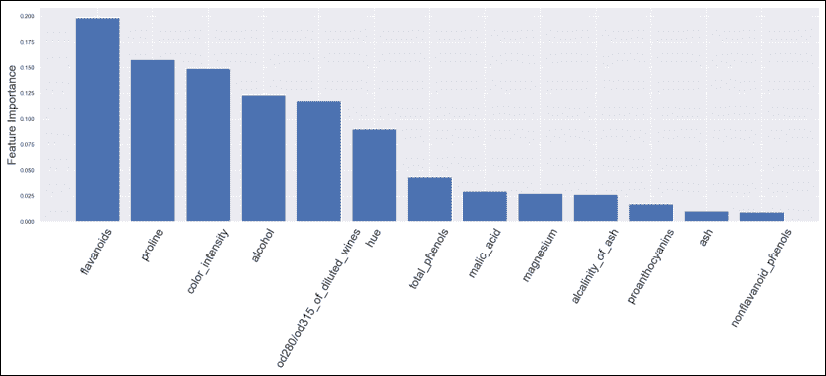 Feature Importance
0.200
0.175
0.150
0.125
0.100
0.075
0.050
0.025
0.000
flavanoids
proline
color_intensity
alcohol
od280/od315_of_diluted_wines
hue
total_phenols
malic_acid
magnesium
alcalinity_of_ash
proanthocyanins
ash
nonflavanoid_phenols